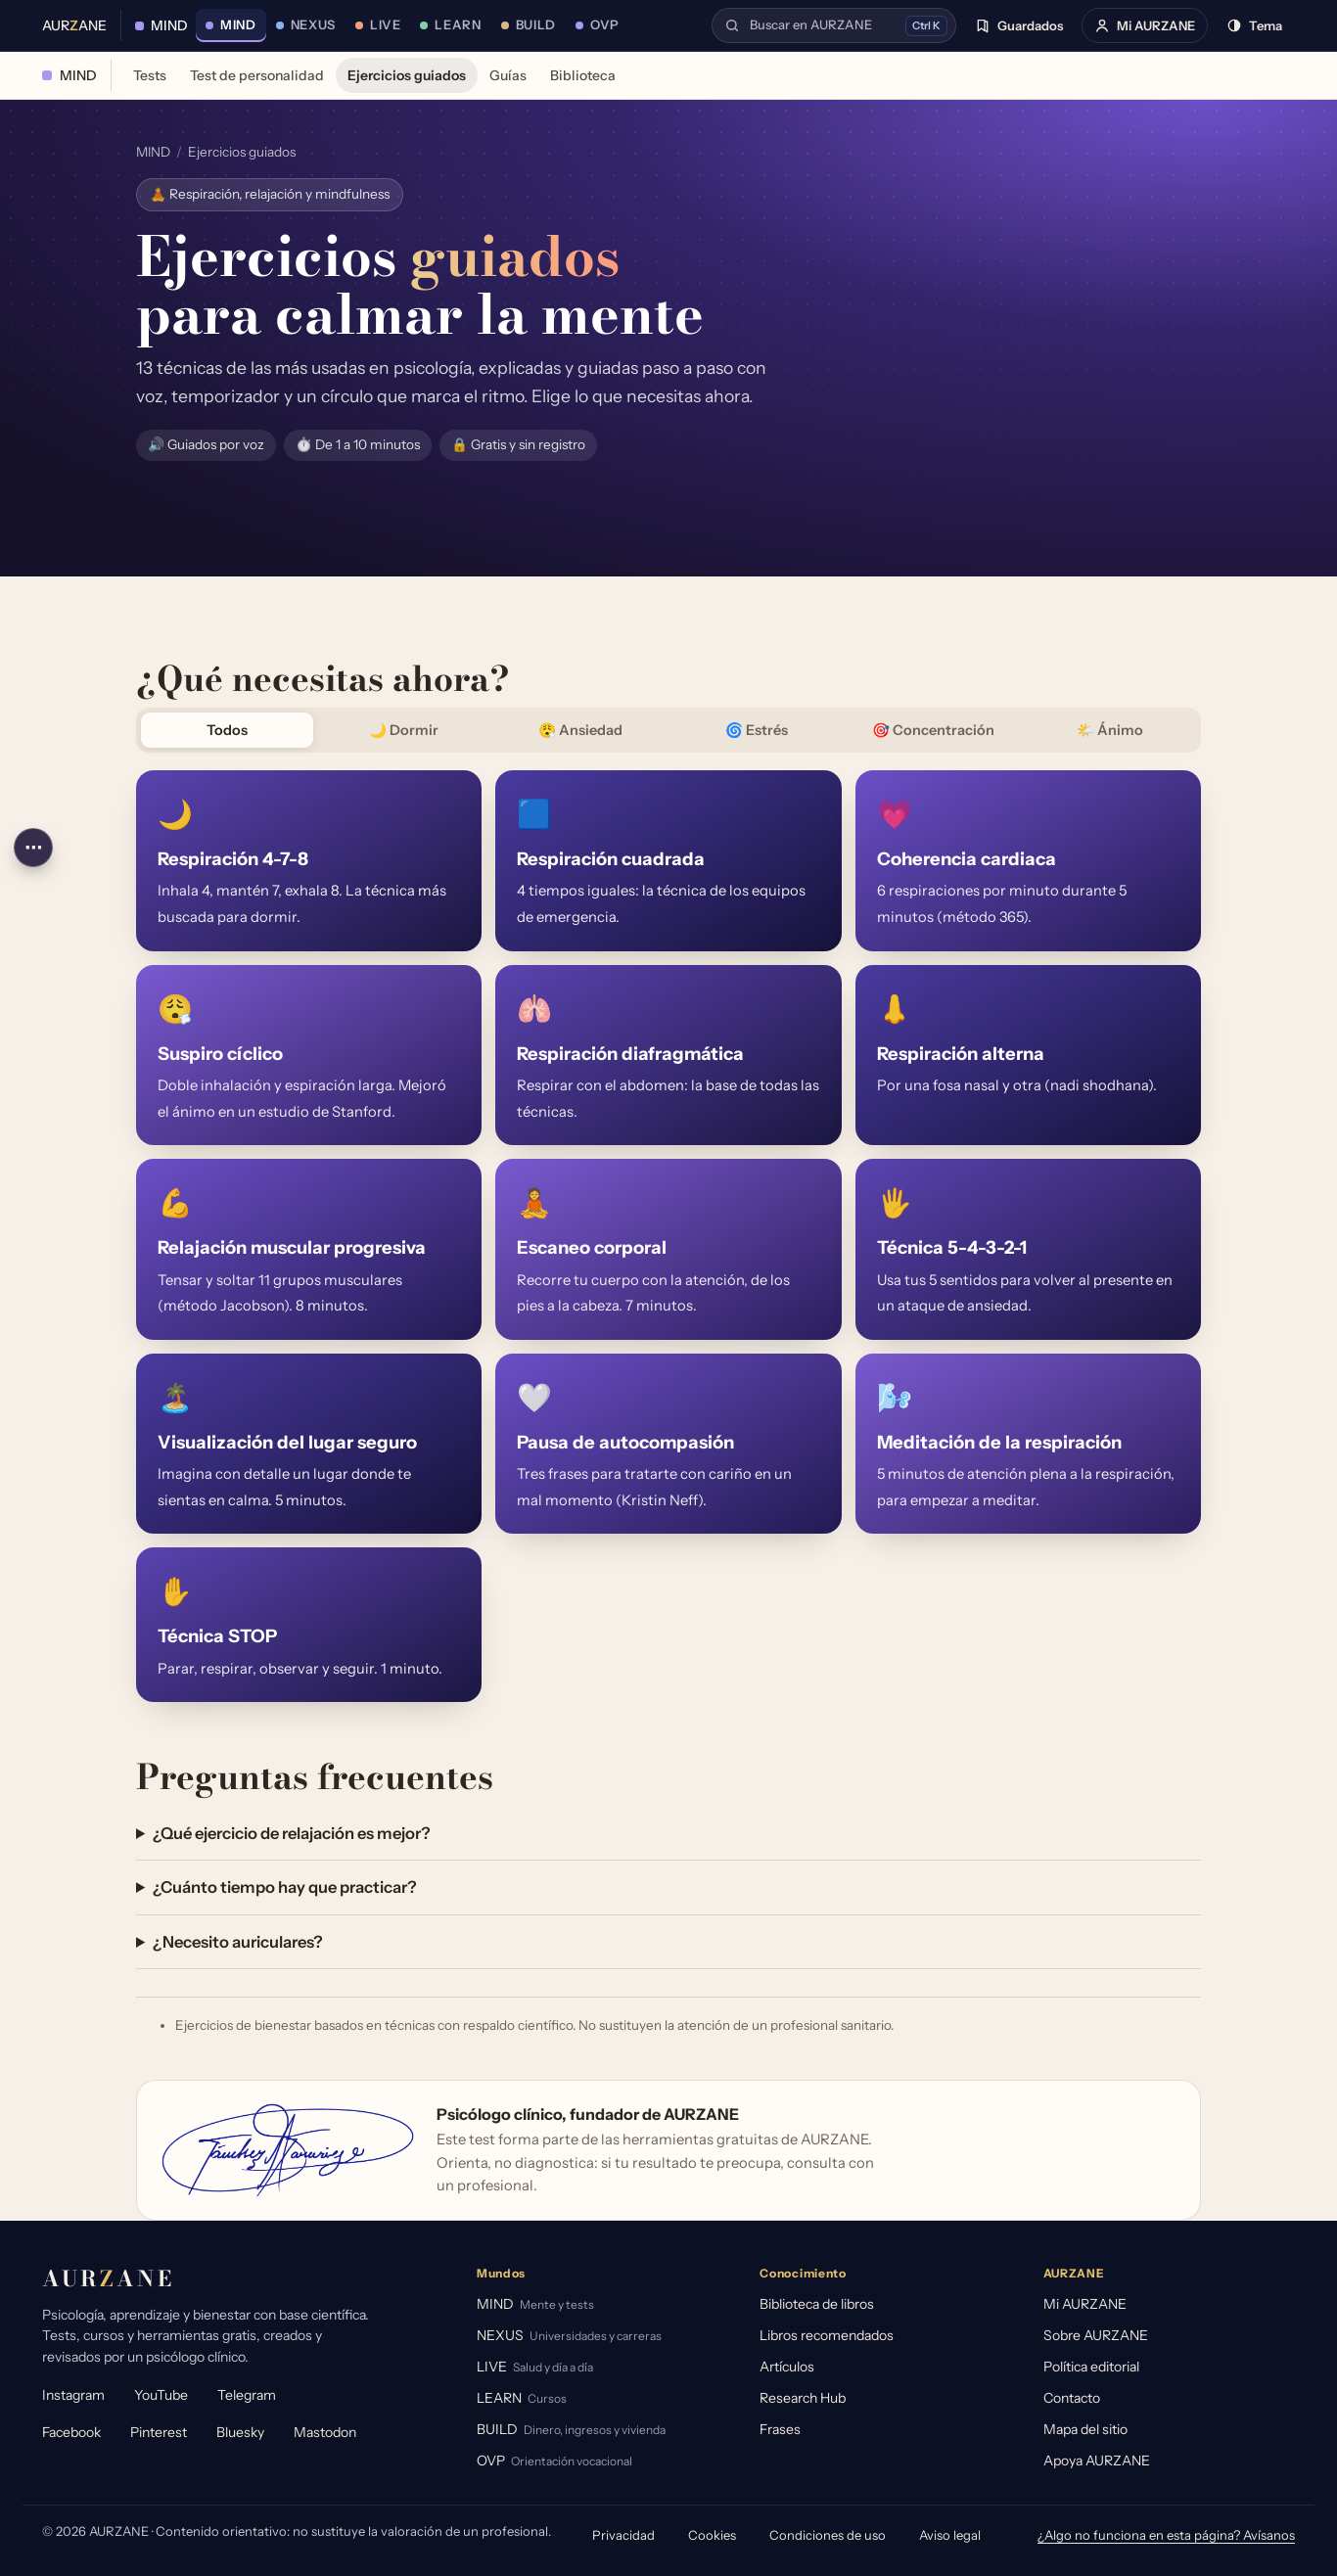 AURZANE
MIND
MIND
NEXUS
LIVE
LEARN
BUILD
OVP
Buscar en AURZANE
Ctrl K
Guardados
Mi AURZANE
Tema
MIND
Tests
Test de personalidad
Ejercicios guiados
Guías
Biblioteca
MIND / Ejercicios guiados
Respiración, relajación y mindfulness
Ejercicios guiados
para calmar la mente
13 técnicas de las más usadas en psicología, explicadas y guiadas paso a paso con
voz, temporizador y un círculo que marca el ritmo. Elige lo que necesitas ahora.
Guiados por voz
De 1 a 10 minutos
Gratis y sin registro
¿Qué necesitas ahora?
Todos
Dormir
Ansiedad
Estrés
Concentración
Ánimo
Respiración 4-7-8
Inhala 4, mantén 7, exhala 8. La técnica más
buscada para dormir.
Respiración cuadrada
4 tiempos iguales: la técnica de los equipos
de emergencia.
Coherencia cardiaca
6 respiraciones por minuto durante 5
minutos (método 365).
Suspiro cíclico
Doble inhalación y espiración larga. Mejoró
el ánimo en un estudio de Stanford.
Respiración diafragmática
Respirar con el abdomen: la base de todas las
técnicas.
Respiración alterna
Por una fosa nasal y otra (nadi shodhana).
Relajación muscular progresiva
Tensar y soltar 11 grupos musculares
(método Jacobson). 8 minutos.
Escaneo corporal
Recorre tu cuerpo con la atención, de los
pies a la cabeza. 7 minutos.
Técnica 5-4-3-2-1
Usa tus 5 sentidos para volver al presente en
un ataque de ansiedad.
Visualización del lugar seguro
Imagina con detalle un lugar donde te
sientas en calma. 5 minutos.
Pausa de autocompasión
Tres frases para tratarte con cariño en un
mal momento (Kristin Neff).
Meditación de la respiración
5 minutos de atención plena a la respiración,
para empezar a meditar.
Técnica STOP
Parar, respirar, observar y seguir. 1 minuto.
Preguntas frecuentes
¿Qué ejercicio de relajación es mejor?
¿Cuánto tiempo hay que practicar?
¿Necesito auriculares?
Ejercicios de bienestar basados en técnicas con respaldo científico. No sustituyen la atención de un profesional sanitario.
Psicólogo clínico, fundador de AURZANE
Este test forma parte de las herramientas gratuitas de AURZANE.
Orienta, no diagnostica: si tu resultado te preocupa, consulta con
un profesional.
AURZANE
Psicología, aprendizaje y bienestar con base científica.
Tests, cursos y herramientas gratis, creados y
revisados por un psicólogo clínico.
Instagram
YouTube
Telegram
Facebook
Pinterest
Bluesky
Mastodon
Mundos
MIND Mente y tests
NEXUS Universidades y carreras
LIVE Salud y día a día
LEARN Cursos
BUILD Dinero, ingresos y vivienda
OVP Orientación vocacional
Conocimiento
Biblioteca de libros
Libros recomendados
Artículos
Research Hub
Frases
AURZANE
Mi AURZANE
Sobre AURZANE
Política editorial
Contacto
Mapa del sitio
Apoya AURZANE
© 2026 AURZANE · Contenido orientativo: no sustituye la valoración de un profesional.
Privacidad
Cookies
Condiciones de uso
Aviso legal
¿Algo no funciona en esta página? Avísanos